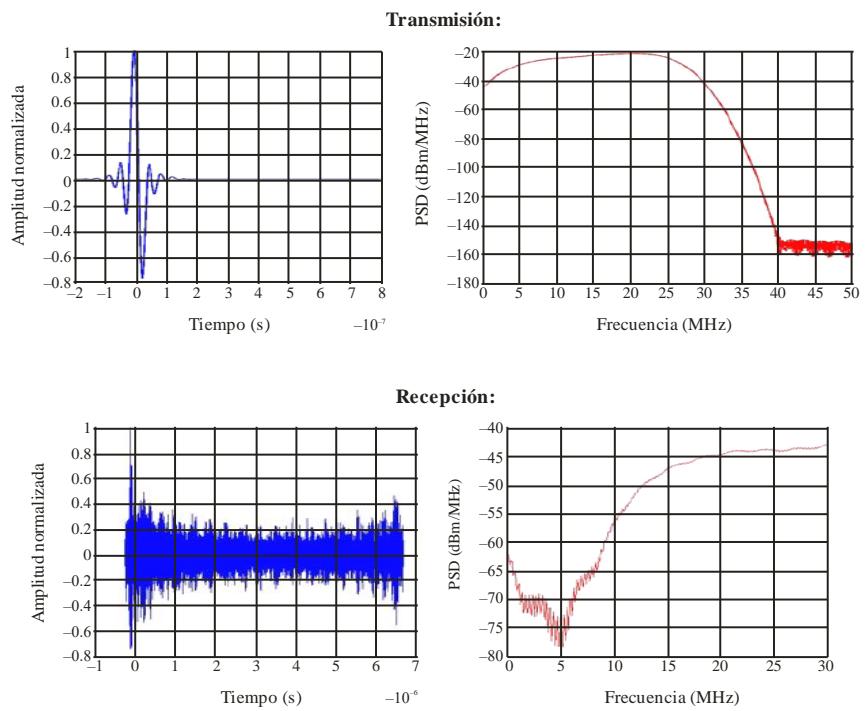 Transmisión:
Amplitud normalizada
1
0.8
0.6
0.4
0.2
0
–0.2
–0.4
–0.6
–0.8
–2 –1 0 1 2 3 4 5 6 7 8
Tiempo (s) –10⁻⁷
PSD (dBm/MHz)
–20
–40
–60
–80
–100
–120
–140
–160
–180
0 5 10 15 20 25 30 35 40 45 50
Frecuencia (MHz)
Recepción:
Amplitud normalizada
1
0.8
0.6
0.4
0.2
0
–0.2
–0.4
–0.6
–0.8
–1 0 1 2 3 4 5 6 7
Tiempo (s) –10⁻⁶
PSD (dBm/MHz)
–40
–45
–50
–55
–60
–65
–70
–75
–80
0 5 10 15 20 25 30
Frecuencia (MHz)